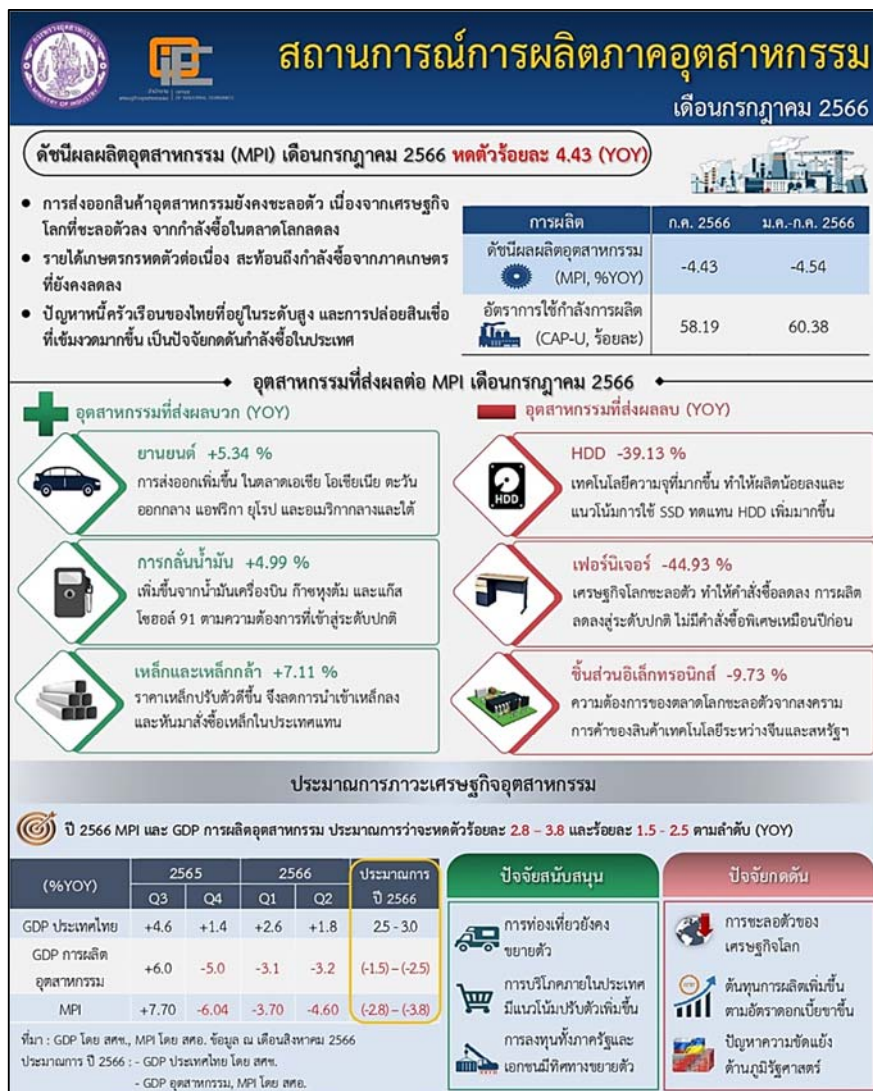 กระทรวงอุตสาหกรรม
MINISTRY OF INDUSTRY
สถานการณ์การผลิตภาคอุตสาหกรรม
เดือนกรกฎาคม 2566
ดัชนีผลผลิตอุตสาหกรรม (MPI) เดือนกรกฎาคม 2566 หดตัวร้อยละ 4.43 (YOY)
• การส่งออกสินค้าอุตสาหกรรมยังคงชะลอตัว เนื่องจากเศรษฐกิจ
โลกที่ชะลอตัวลง จากกำลังซื้อในตลาดโลกลดลง
• รายได้เกษตรกรหดตัวต่อเนื่อง สะท้อนถึงกำลังซื้อจากภาคเกษตร
ที่ยังคงลดลง
• ปัญหาหนี้ครัวเรือนของไทยที่อยู่ในระดับสูง และการปล่อยสินเชื่อ
ที่เข้มงวดมากขึ้น เป็นปัจจัยกดดันกำลังซื้อในประเทศ
การผลิต ก.ค. 2566 ม.ค.-ก.ค. 2566
ดัชนีผลผลิตอุตสาหกรรม
(MPI, %YOY) -4.43 -4.54
อัตราการใช้กำลังการผลิต
(CAP-U, ร้อยละ) 58.19 60.38
อุตสาหกรรมที่ส่งผลต่อ MPI เดือนกรกฎาคม 2566
อุตสาหกรรมที่ส่งผลบวก (YOY)
ยานยนต์ +5.34 %
การส่งออกเพิ่มขึ้น ในตลาดเอเชีย โอเชียเนีย ตะวัน
ออกกลาง แอฟริกา ยุโรป และอเมริกากลางและใต้
การกลั่นน้ำมัน +4.99 %
เพิ่มขึ้นจากน้ำมันเครื่องบิน ก๊าซหุงต้ม และแก๊ส
โซฮอล์ 91 ตามความต้องการที่เข้าสู่ระดับปกติ
เหล็กและเหล็กกล้า +7.11 %
ราคาเหล็กปรับตัวดีขึ้น จึงลดการนำเข้าเหล็กลง
และหันมาสั่งซื้อเหล็กในประเทศแทน
อุตสาหกรรมที่ส่งผลลบ (YOY)
HDD
HDD -39.13 %
เทคโนโลยีความจุที่มากขึ้น ทำให้ผลิตน้อยลงและ
แนวโน้มการใช้ SSD ทดแทน HDD เพิ่มมากขึ้น
เฟอร์นิเจอร์ -44.93 %
เศรษฐกิจโลกชะลอตัว ทำให้คำสั่งซื้อลดลง การผลิต
ลดลงสู่ระดับปกติ ไม่มีคำสั่งซื้อพิเศษเหมือนปีก่อน
ชิ้นส่วนอิเล็กทรอนิกส์ -9.73 %
ความต้องการของตลาดโลกชะลอตัวจากสงคราม
การค้าของสินค้าเทคโนโลยีระหว่างจีนและสหรัฐฯ
ประมาณการภาวะเศรษฐกิจอุตสาหกรรม
ปี 2566 MPI และ GDP การผลิตอุตสาหกรรม ประมาณการว่าจะหดตัวร้อยละ 2.8 – 3.8 และร้อยละ 1.5 - 2.5 ตามลำดับ (YOY)
(%YOY) 2565 2566 ประมาณการ
Q3 Q4 Q1 Q2 ปี 2566
GDP ประเทศไทย +4.6 +1.4 +2.6 +1.8 2.5 - 3.0
GDP การผลิต
อุตสาหกรรม +6.0 -5.0 -3.1 -3.2 (-1.5) – (-2.5)
MPI +7.70 -6.04 -3.70 -4.60 (-2.8) – (-3.8)
ที่มา : GDP โดย สศช., MPI โดย สศอ. ข้อมูล ณ เดือนสิงหาคม 2566
ประมาณการ ปี 2566 : - GDP ประเทศไทย โดย สศช.
- GDP อุตสาหกรรม, MPI โดย สศอ.
ปัจจัยสนับสนุน
การท่องเที่ยวยังคง
ขยายตัว
การบริโภคภายในประเทศ
มีแนวโน้มปรับตัวเพิ่มขึ้น
การลงทุนทั้งภาครัฐและ
เอกชนมีทิศทางขยายตัว
ปัจจัยกดดัน
การชะลอตัวของ
เศรษฐกิจโลก
ต้นทุนการผลิตเพิ่มขึ้น
ตามอัตราดอกเบี้ยขาขึ้น
ปัญหาความขัดแย้ง
ด้านภูมิรัฐศาสตร์